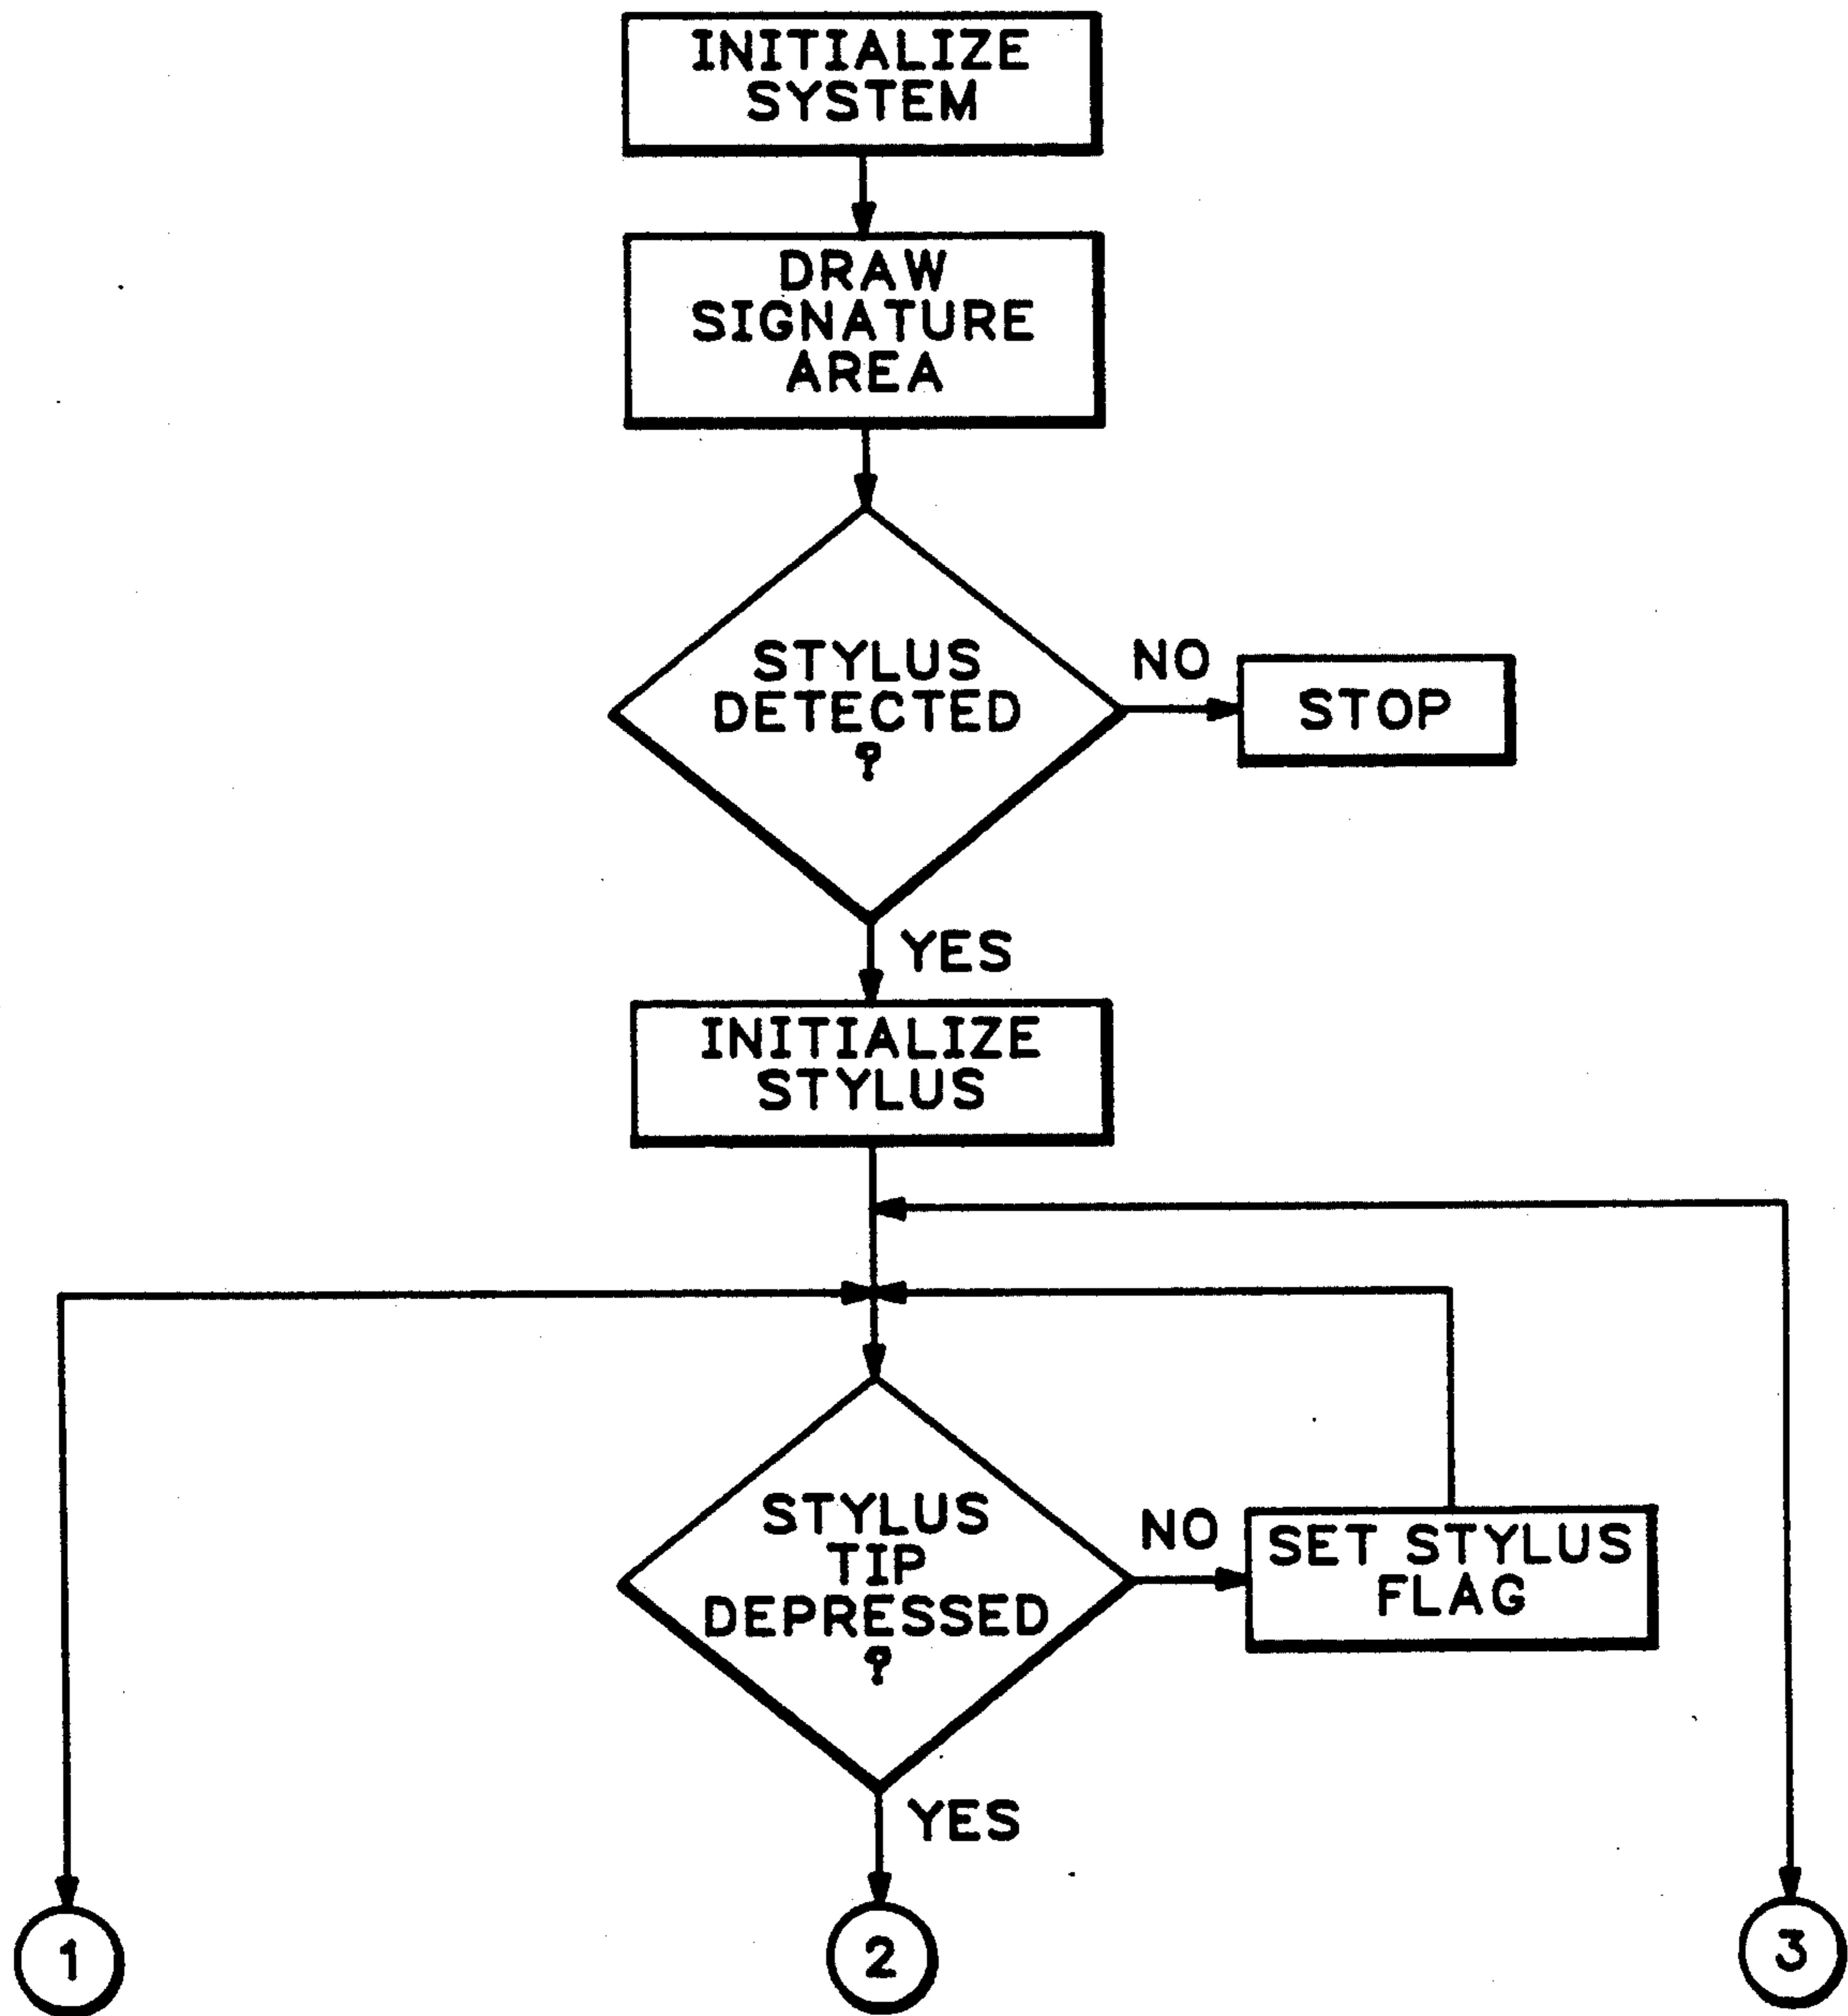 INITIALIZE
SYSTEM
DRAW
SIGNATURE
AREA
STYLUS
DETECTED
?
NO
STOP
YES
INITIALIZE
STYLUS
STYLUS
TIP
DEPRESSED
?
NO
SET STYLUS
FLAG
YES
1
2
3